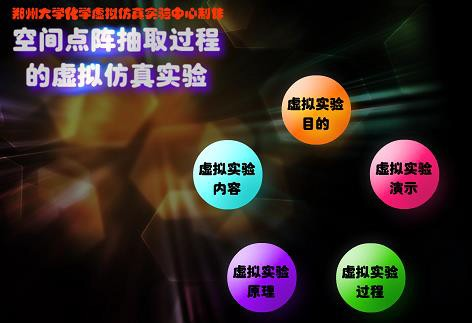 郑州大学化学虚拟仿真实验中心制作
空间点阵抽取过程
的虚拟仿真实验
虚拟实验
目的
虚拟实验
内容
虚拟实验
演示
虚拟实验
原理
虚拟实验
过程